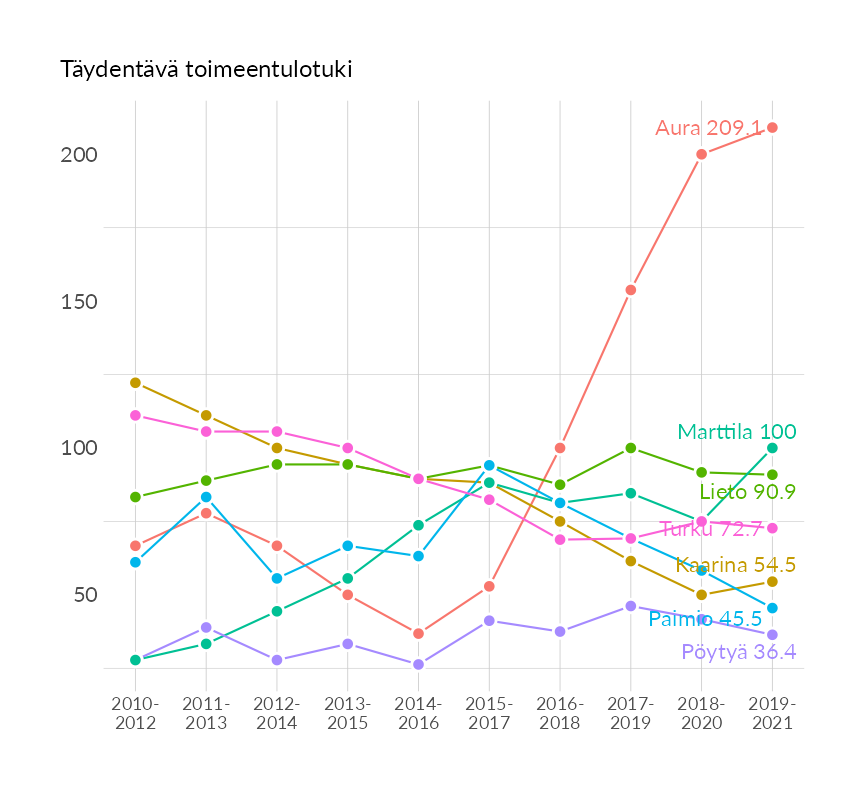 Täydentävä toimeentulotuki
Aura 209.1
200
150
Marttila 100
100
Lieto 90.9
Turku 72.7
Kaarina 54.5
50
Paimio 45.5
Pöytyä 36.4
2010- 2011- 2012- 2013- 2014- 2015- 2016- 2017- 2018- 2019-
2012 2013 2014 2015 2016 2017 2018 2019 2020 2021